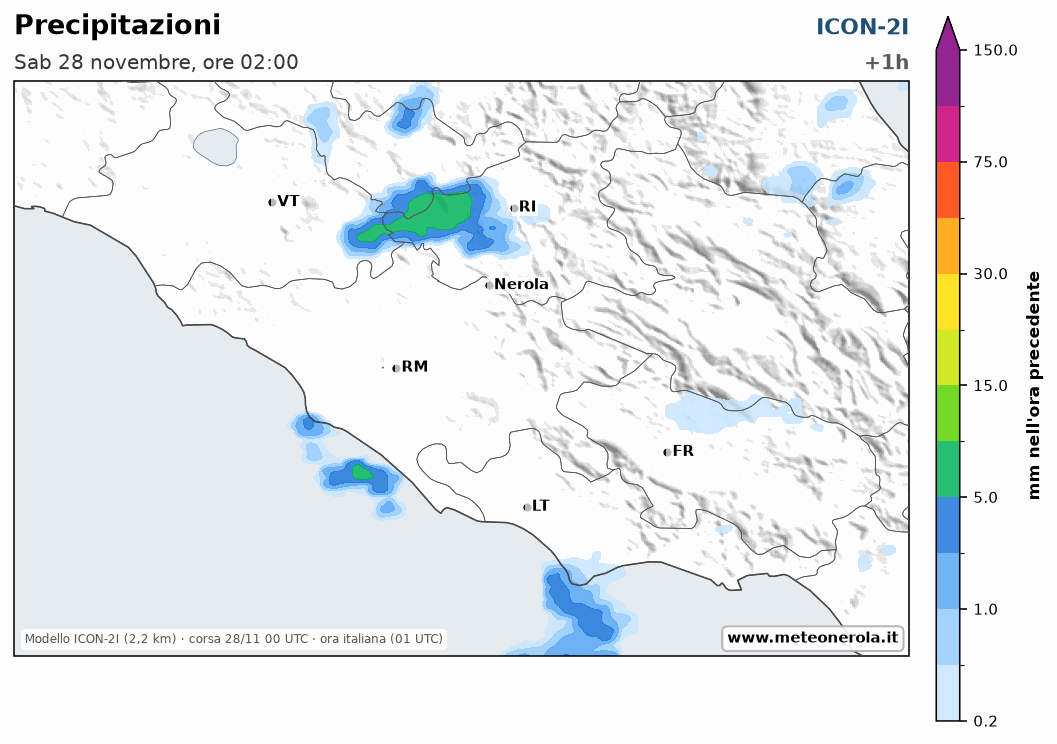 Precipitazioni
ICON-2I
Sab 28 novembre, ore 02:00
+1h
150.0
75.0
30.0
15.0
5.0
1.0
0.2
mm nell'ora precedente
VT
RI
Nerola
RM
FR
LT
Modello ICON-2I (2,2 km) · corsa 28/11 00 UTC · ora italiana (01 UTC)
www.meteonerola.it